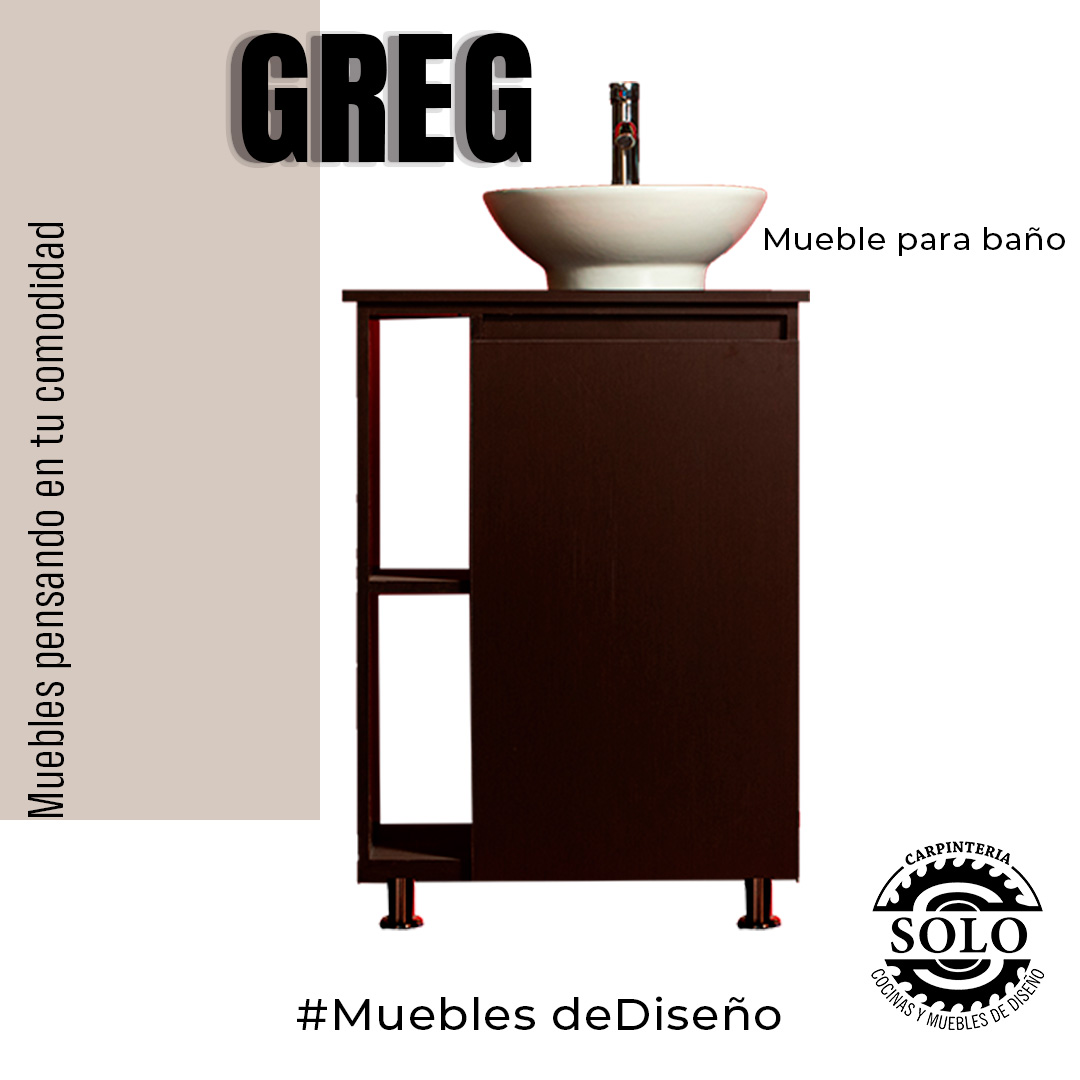 GREG
Mueble para baño
Muebles pensando en tu comodidad
CARPINTERIA
SOLO
COCINAS Y MUEBLES DE DISEÑO
#Muebles deDiseño